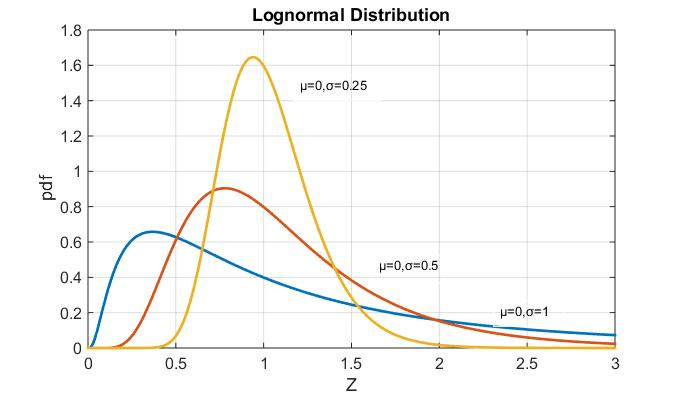 Lognormal Distribution
1.8
1.6
μ=0,σ=0.25
1.4
1.2
1
pdf
0.8
0.6
μ=0,σ=0.5
0.4
μ=0,σ=1
0.2
0
0 0.5 1 1.5 2 2.5 3
Z